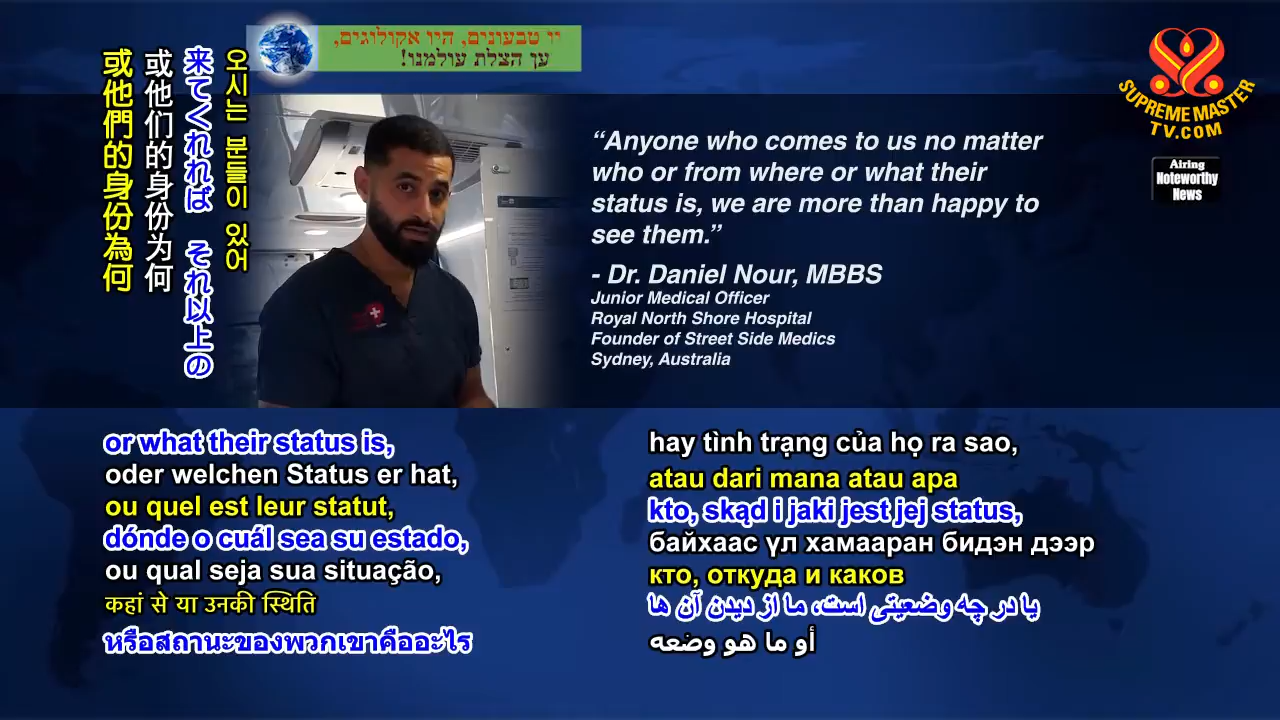 יו טבעונים, היו אקולוגים,
ען הצלת עולמנו!
SUPREME MASTER
TV.COM
Airing
Noteworthy
News
오시는 분들이 있어
来てくれれば それ以上の
或他们的身份为何
或他們的身份為何
“Anyone who comes to us no matter
who or from where or what their
status is, we are more than happy to
see them.”
- Dr. Daniel Nour, MBBS
Junior Medical Officer
Royal North Shore Hospital
Founder of Street Side Medics
Sydney, Australia
or what their status is,
oder welchen Status er hat,
ou quel est leur statut,
dónde o cuál sea su estado,
ou qual seja sua situação,
कहां से या उनकी स्थिति
หรือสถานะของพวกเขาคืออะไร
hay tình trạng của họ ra sao,
atau dari mana atau apa
kto, skąd i jaki jest jej status,
байхаас үл хамааран бидэн дээр
кто, откуда и каков
یا در چه وضعیتی است، ما از دیدن آن ها
أو ما هو وضعه